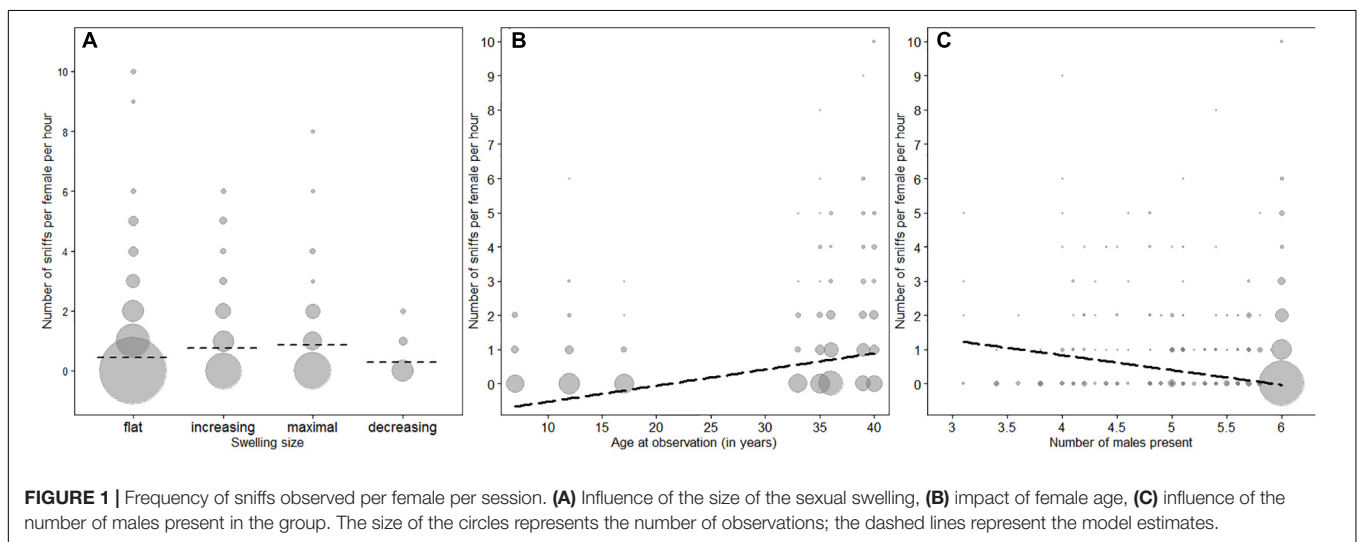 A
Number of sniffs per female per hour
10
8
6
4
2
0
flat increasing maximal decreasing
Swelling size
B
Number of sniffs per female per hour
10
9
8
7
6
5
4
3
2
1
0
10 15 20 25 30 35 40
Age at observation (in years)
C
Number of sniffs per female per hour
10
9
8
7
6
5
4
3
2
1
0
3 3.5 4 4.5 5 5.5 6
Number of males present
FIGURE 1 | Frequency of sniffs observed per female per session. (A) Influence of the size of the sexual swelling, (B) impact of female age, (C) influence of the
number of males present in the group. The size of the circles represents the number of observations; the dashed lines represent the model estimates.